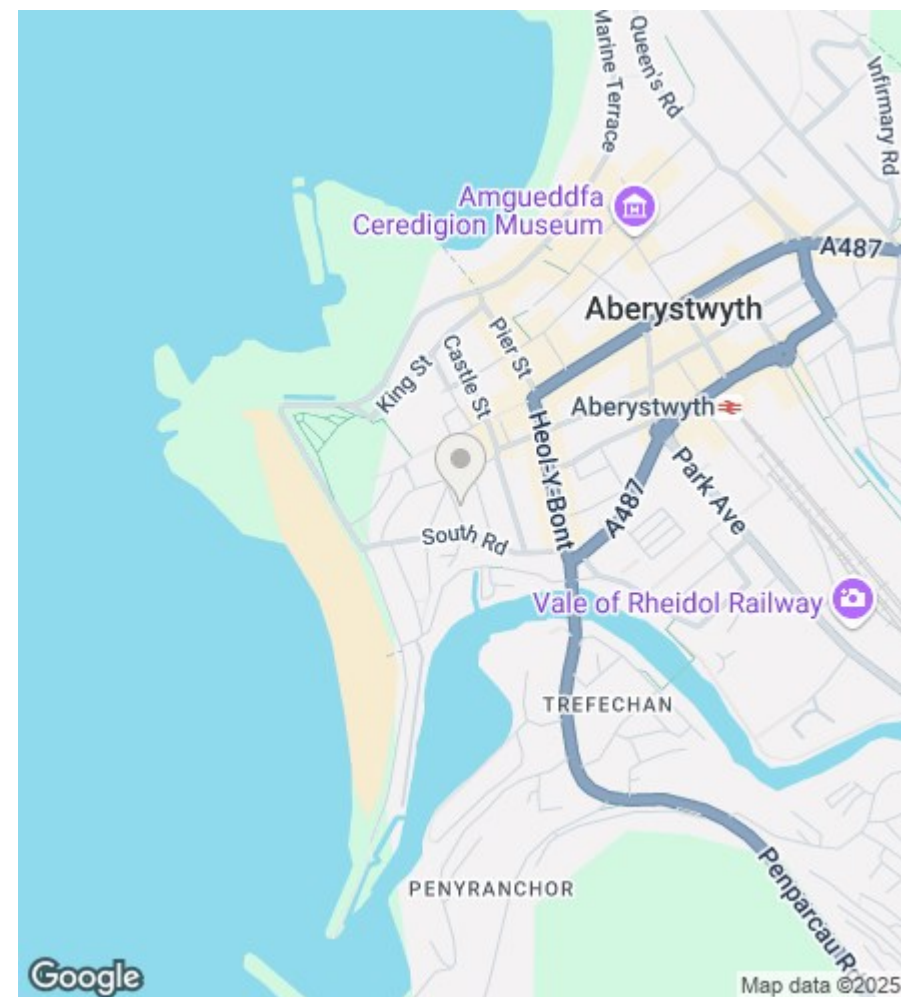 Marine Terrace
Queen's Rd
Infirmary Rd
Amgueddfa
Ceredigion Museum
A487
Aberystwyth
Pier St
Castle St
King St
Aberystwyth
Heol-Y-Bont
Park Ave
A487
South Rd
Vale of Rheidol Railway
TREFECHAN
PENYRANCHOR
Penparcau Rd
Google
Map data ©2025